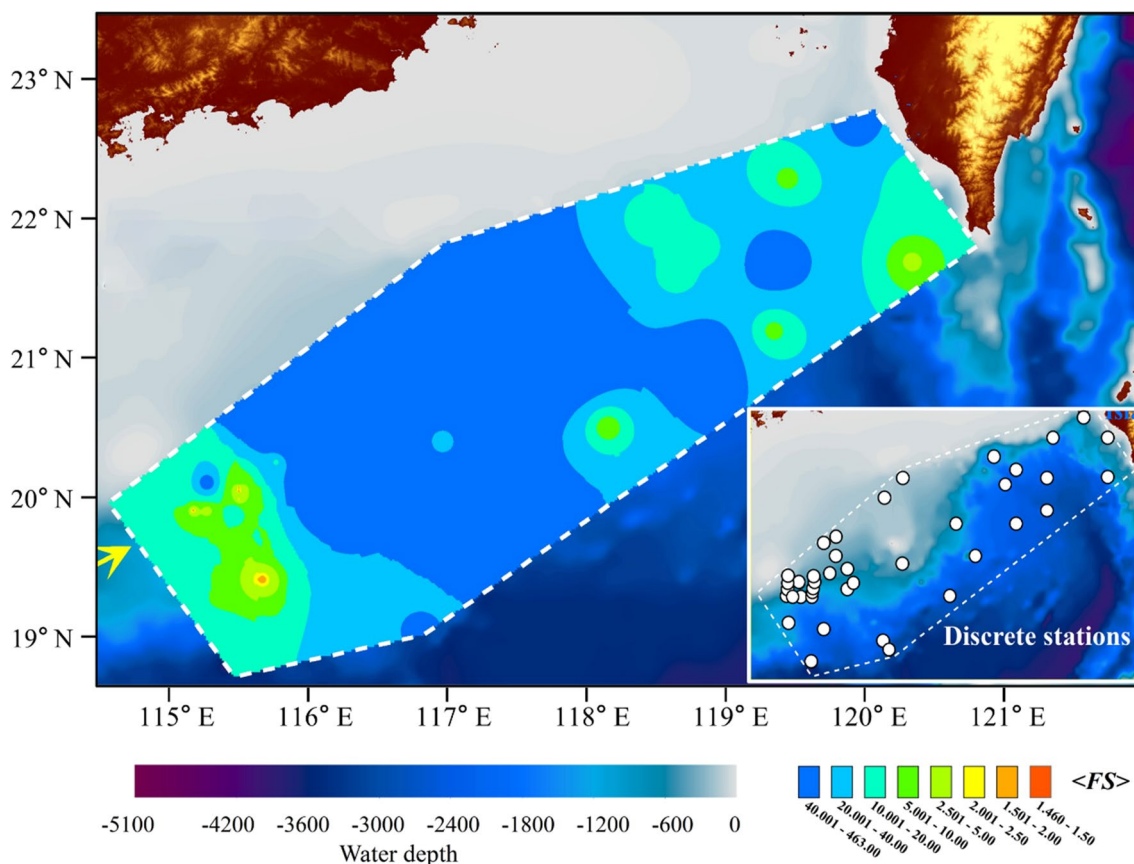 23° N
22° N
21° N
20° N
19° N
Discrete stations
115° E 116° E 117° E 118° E 119° E 120° E 121° E
-5100 -4200 -3600 -3000 -2400 -1800 -1200 -600 0
Water depth
<FS>
40.001 - 463.00
20.001 - 40.00
10.001 - 20.00
5.001 - 10.00
2.501 - 5.00
2.001 - 2.50
1.501 - 2.00
1.460 - 1.50